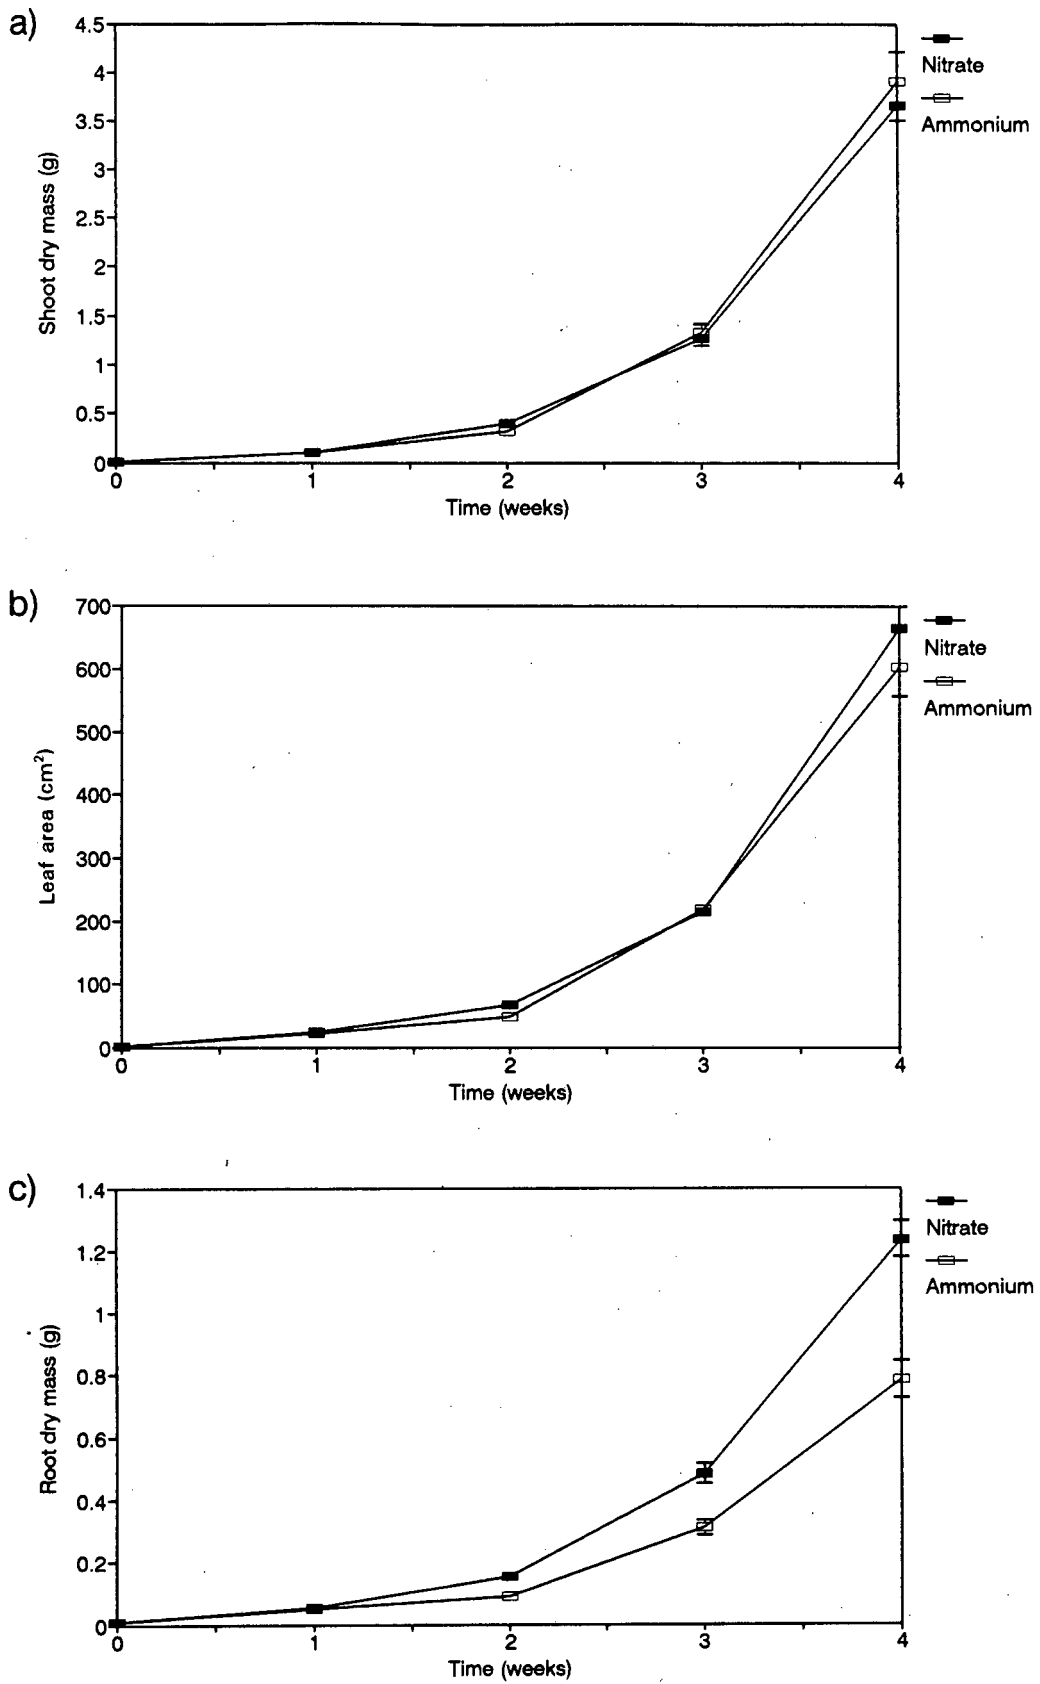 a)
4.5
4
3.5
3
2.5
2
1.5
1
0.5
0
Shoot dry mass (g)
0 1 2 3 4
Time (weeks)
Nitrate
Ammonium
b)
700
600
500
400
300
200
100
0
Leaf area (cm²)
0 1 2 3 4
Time (weeks)
Nitrate
Ammonium
c)
1.4
1.2
1
0.8
0.6
0.4
0.2
0
Root dry mass (g)
0 1 2 3 4
Time (weeks)
Nitrate
Ammonium